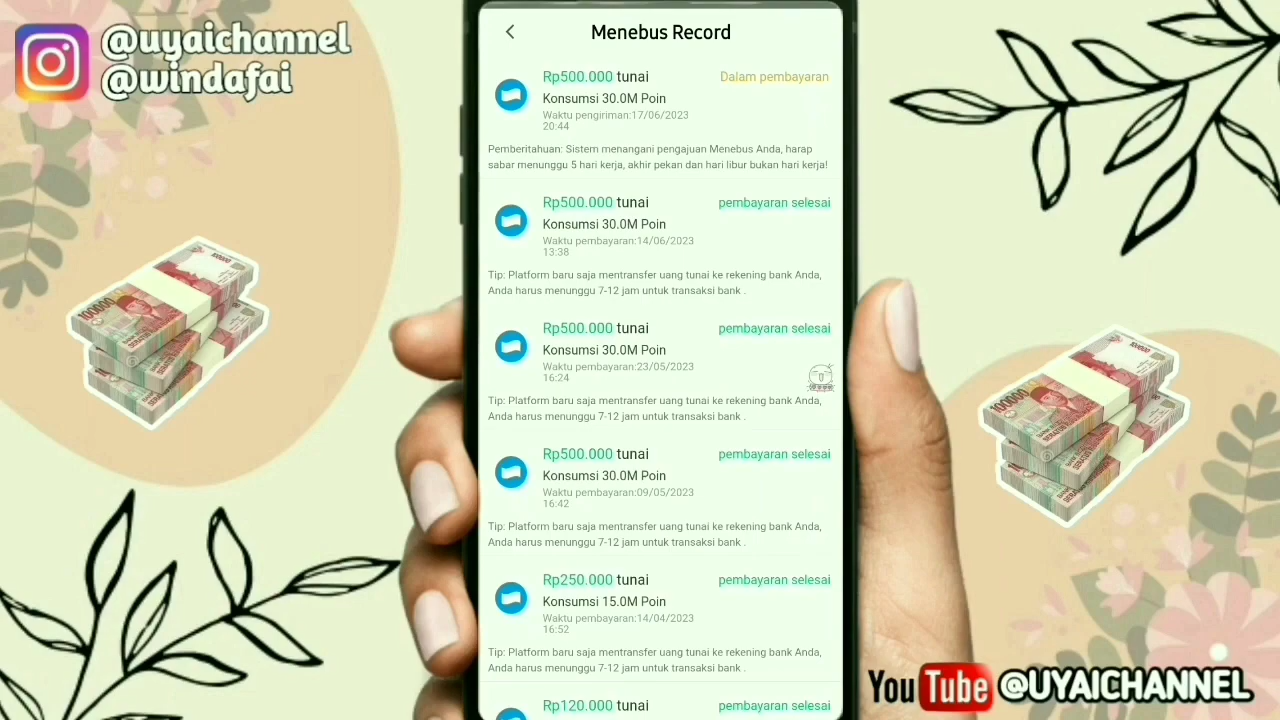 @uyaichannel
@windafai
Menebus Record
Rp500.000 tunai
Dalam pembayaran
Konsumsi 30.0M Poin
Waktu pengiriman:17/06/2023
20:44
Pemberitahuan: Sistem menangani pengajuan Menebus Anda, harap
sabar menunggu 5 hari kerja, akhir pekan dan hari libur bukan hari kerja!
Rp500.000 tunai
pembayaran selesai
Konsumsi 30.0M Poin
Waktu pembayaran:14/06/2023
13:38
Tip: Platform baru saja mentransfer uang tunai ke rekening bank Anda,
Anda harus menunggu 7-12 jam untuk transaksi bank .
Rp500.000 tunai
pembayaran selesai
Konsumsi 30.0M Poin
Waktu pembayaran:23/05/2023
16:24
Tip: Platform baru saja mentransfer uang tunai ke rekening bank Anda,
Anda harus menunggu 7-12 jam untuk transaksi bank .
Rp500.000 tunai
pembayaran selesai
Konsumsi 30.0M Poin
Waktu pembayaran:09/05/2023
16:42
Tip: Platform baru saja mentransfer uang tunai ke rekening bank Anda,
Anda harus menunggu 7-12 jam untuk transaksi bank .
Rp250.000 tunai
pembayaran selesai
Konsumsi 15.0M Poin
Waktu pembayaran:14/04/2023
16:52
Tip: Platform baru saja mentransfer uang tunai ke rekening bank Anda,
Anda harus menunggu 7-12 jam untuk transaksi bank .
Rp120.000 tunai
pembayaran selesai
100000
100000
100000
100000
YouTube @UYAICHANNEL